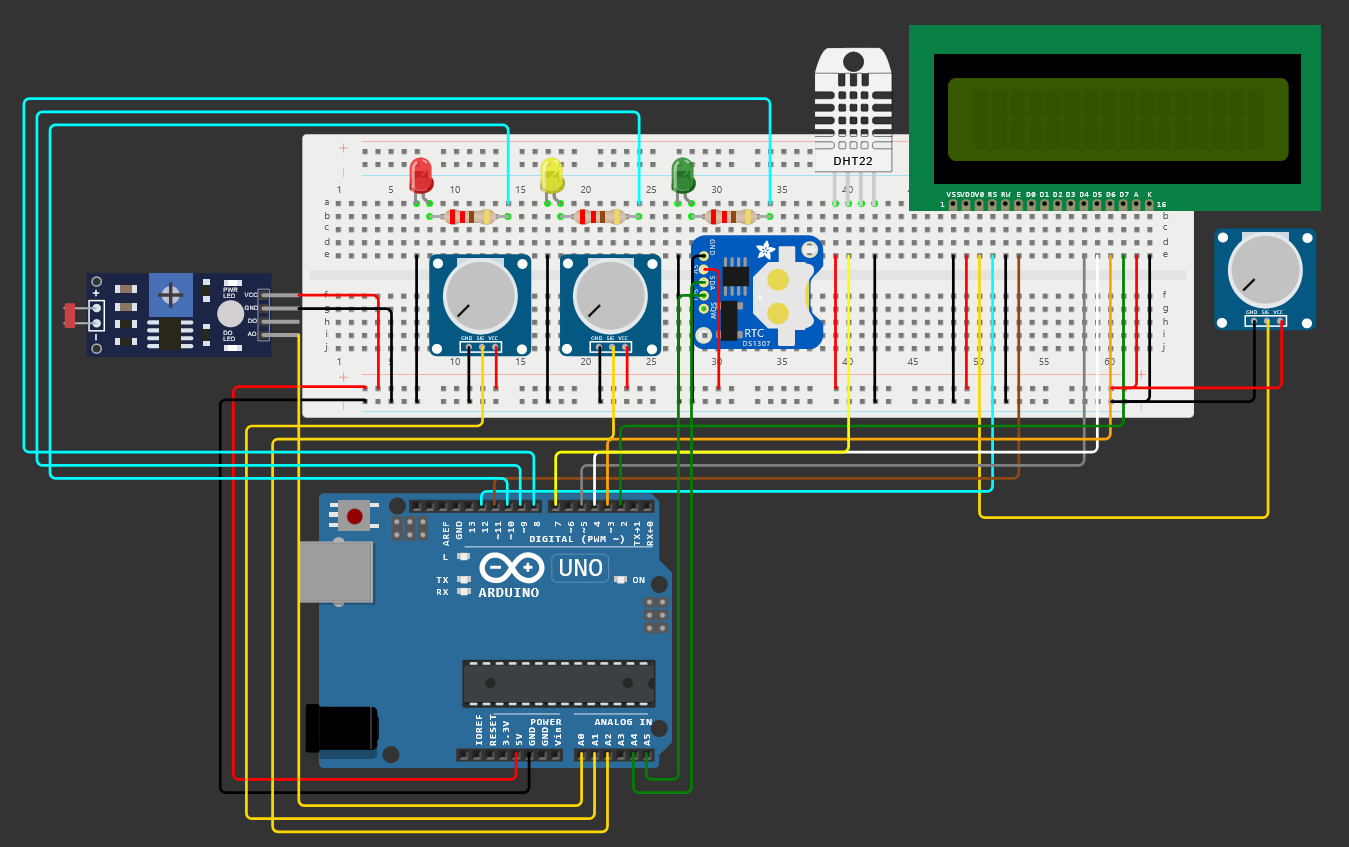 DHT22
VSS VDD V0 RS RW E D0 D1 D2 D3 D4 D5 D6 D7 A K
1 16
1 5 10 15 20 25 30 35 40
a a
b b
c c
d d
e e
f f
g g
h h
i i
j j
1 5 10 15 20 25 30 35 40 45 50 55 60
PWR
LED
DO
LED
VCC
GND
DO
AO
+
−
GND SIG VCC
GND SIG VCC
GND SIG VCC
GND
5V
SDA
SCL
SQW
RTC
DS1307
AREF
GND
13
12
~11
~10
~9
8
7
~6
~5
4
~3
2
TX→1
RX←0
DIGITAL (PWM ~)
L
TX
RX
UNO
ON
ARDUINO
IOREF
RESET
3.3V
5V
GND
GND
Vin
POWER
ANALOG IN
A0
A1
A2
A3
A4
A5